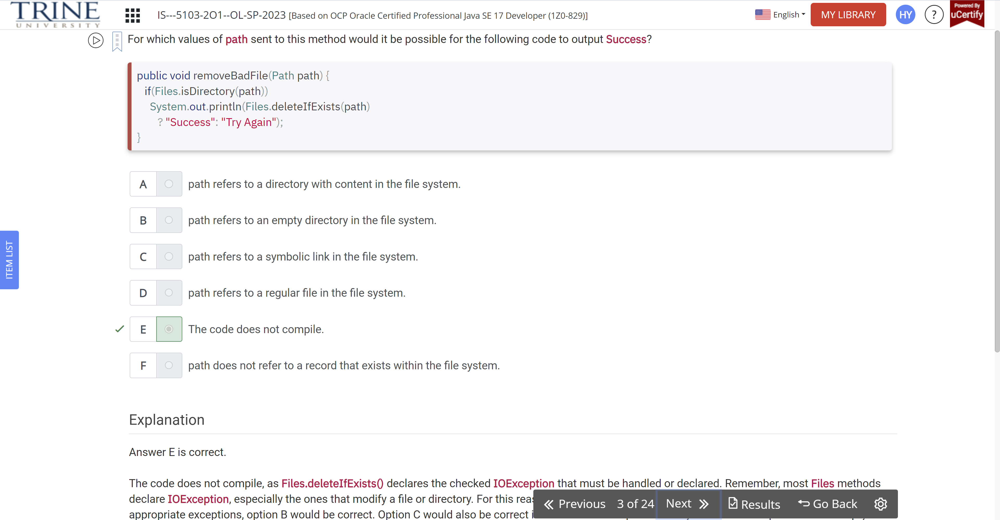 TRINE
UNIVERSITY
IS---5103-2O1--OL-SP-2023 [Based on OCP Oracle Certified Professional Java SE 17 Developer (1Z0-829)]
English
MY LIBRARY
HY
?
Powered By
uCertify
For which values of path sent to this method would it be possible for the following code to output Success?
public void removeBadFile(Path path) {
if(Files.isDirectory(path))
System.out.println(Files.deleteIfExists(path)
? "Success": "Try Again");
}
A path refers to a directory with content in the file system.
B path refers to an empty directory in the file system.
C path refers to a symbolic link in the file system.
D path refers to a regular file in the file system.
E The code does not compile.
F path does not refer to a record that exists within the file system.
ITEM LIST
Explanation
Answer E is correct.
The code does not compile, as Files.deleteIfExists() declares the checked IOException that must be handled or declared. Remember, most Files methods
declare IOException, especially the ones that modify a file or directory. For this reas
appropriate exceptions, option B would be correct. Option C would also be correct i
Previous 3 of 24 Next Results Go Back